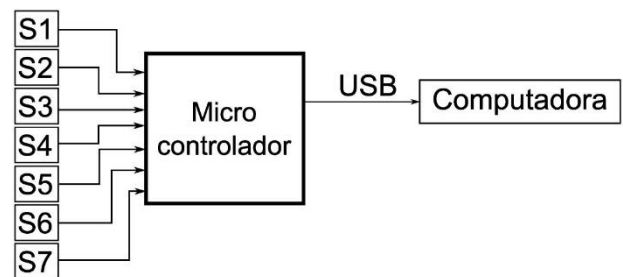 S1
S2
S3
S4
S5
S6
S7
Micro
controlador
USB
Computadora